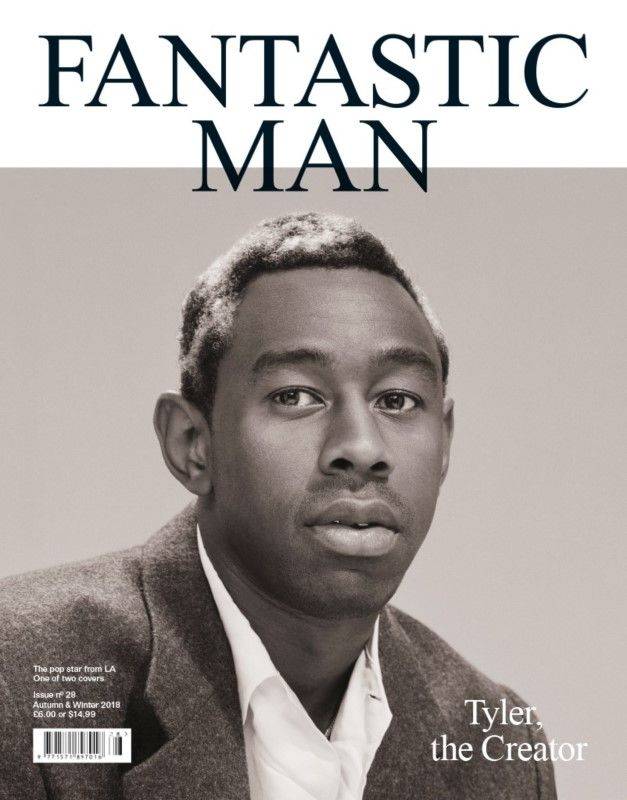 FANTASTIC
MAN
The pop star from LA
One of two covers
Issue nº 28
Autumn & Winter 2018
£6.00 or $14.99
Tyler,
the Creator